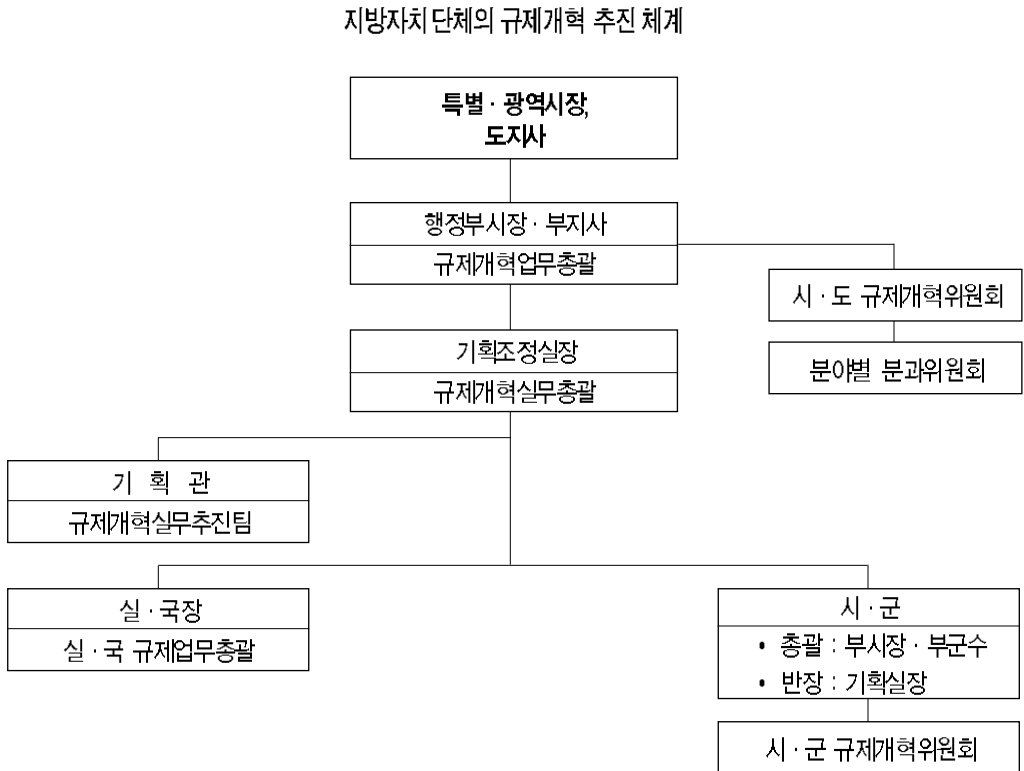 지방자치 단체의 규제개혁 추진 체계
특별 · 광역시장,
도지사
행정부시장 · 부지사
규제개혁업무총괄
시 · 도 규제개혁위원회
기획조정실장
분야별 분과위원회
규제개혁실무총괄
기 획 관
규제개혁실무추진팀
실 · 국장
실 · 국 규제업무총괄
시 · 군
• 총괄 : 부시장 · 부군수
• 반장 : 기획실장
시 · 군 규제개혁위원회